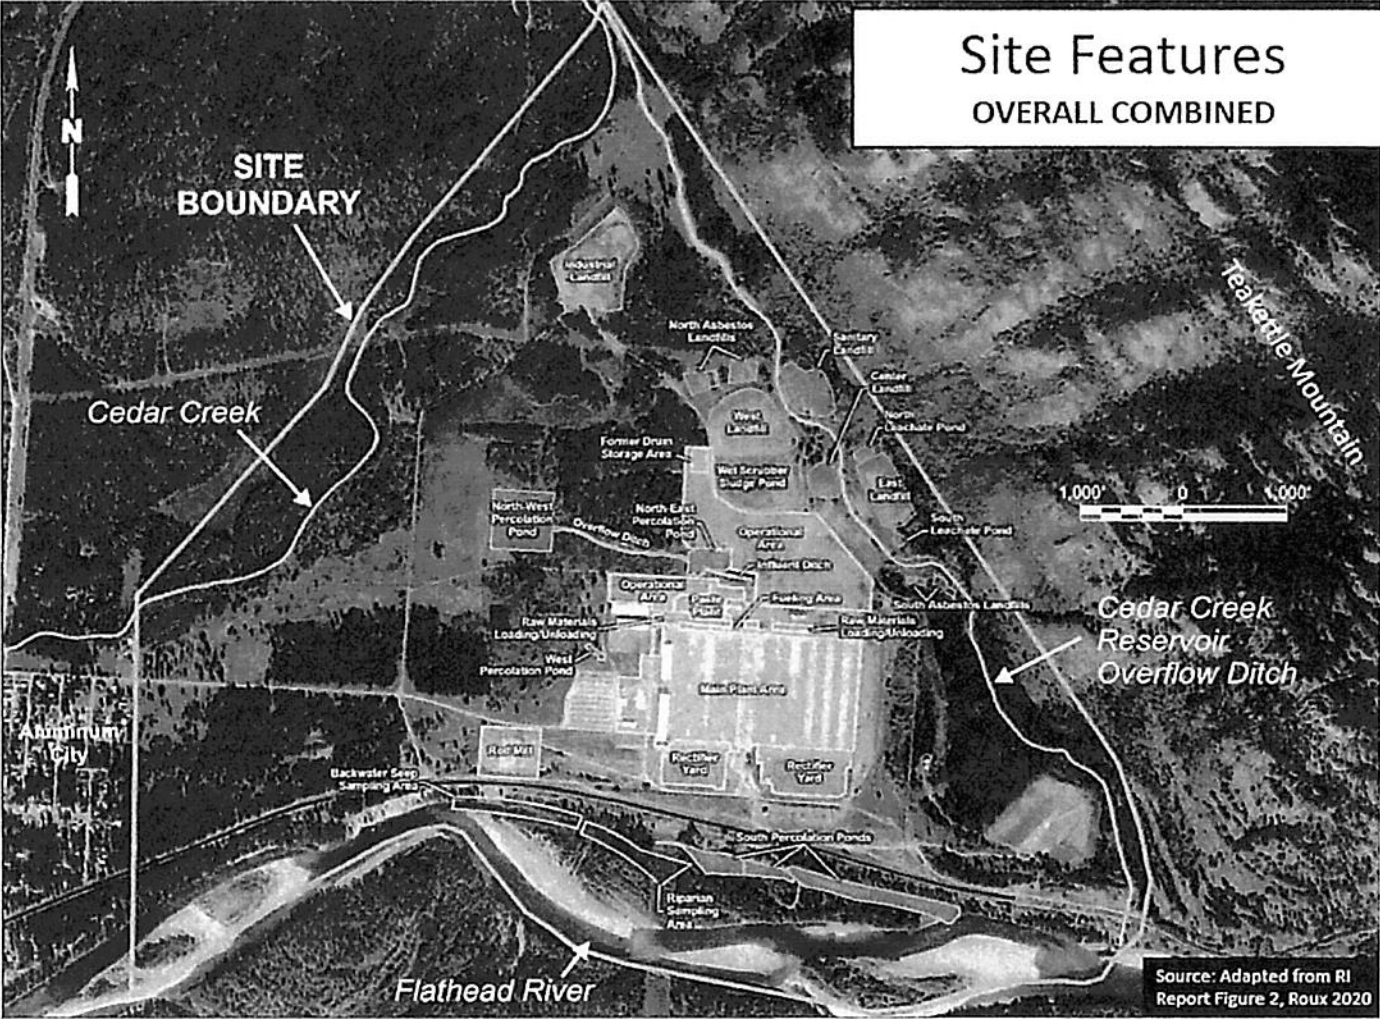 Site Features
OVERALL COMBINED
N
SITE
BOUNDARY
Industrial
Landfill
Teakettle Mountain
North Asbestos
Landfills
Sanitary
Landfill
Center
Landfill
Cedar Creek
West
Landfill
North
Leachate Pond
Former Drum
Storage Area
Wet Scrubber
Sludge Pond
East
Landfill
1,000'
0
1,000'
North-West
Percolation
Pond
Overflow Ditch
North-East
Percolation
Pond
Operational
Area
South
Leachate Pond
Influent Ditch
Operational
Area
Paste
Plant
Fueling Area
South Asbestos Landfills
Cedar Creek
Reservoir
Overflow Ditch
Raw Materials
Loading/Unloading
Raw Materials
Loading/Unloading
West
Percolation Pond
Main Plant Area
Aluminum
City
Rod Mill
Rectifier
Yard
Rectifier
Yard
Backwater Seep
Sampling Area
South Percolation Ponds
Riparian
Sampling
Area
Flathead River
Source: Adapted from RI
Report Figure 2, Roux 2020